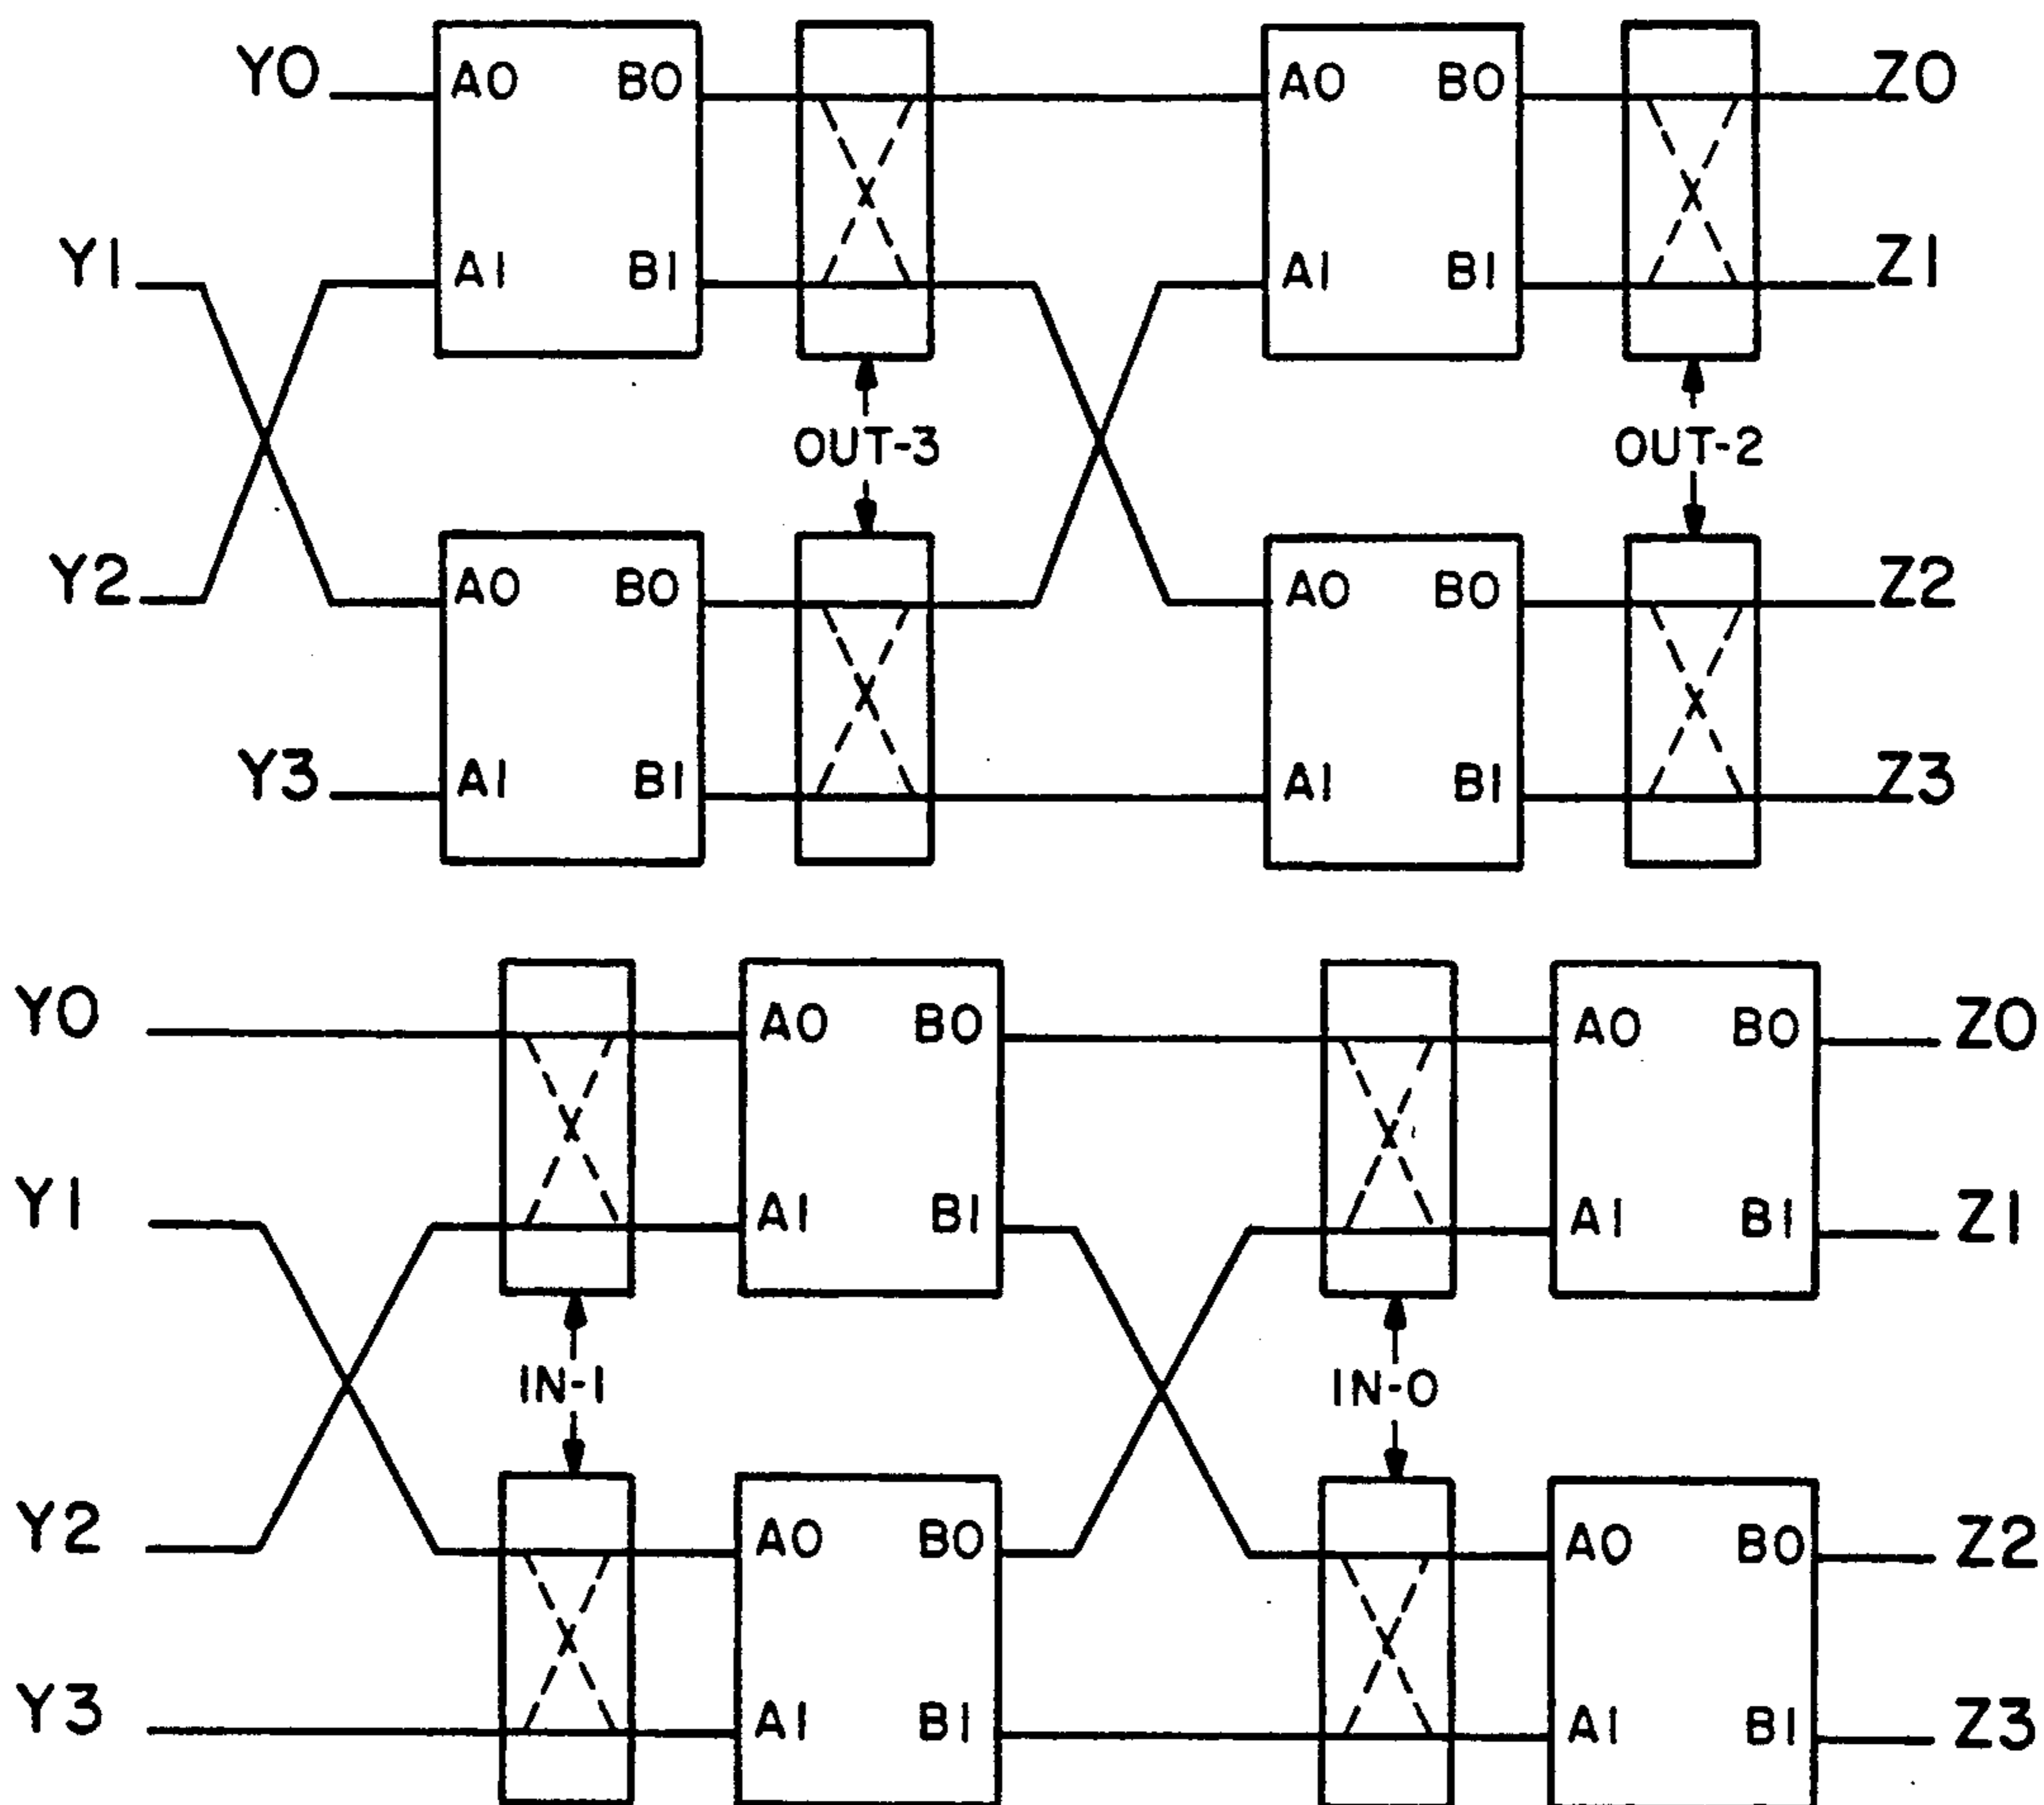 Y0 A0 B0 A0 B0 Z0
X X
Y1 A1 B1 A1 B1 Z1
OUT-3 OUT-2
Y2 A0 B0 A0 B0 Z2
X X
Y3 A1 B1 A1 B1 Z3
Y0 A0 B0 A0 B0 Z0
X X
Y1 A1 B1 A1 B1 Z1
IN-1 IN-0
Y2 A0 B0 A0 B0 Z2
X X
Y3 A1 B1 A1 B1 Z3